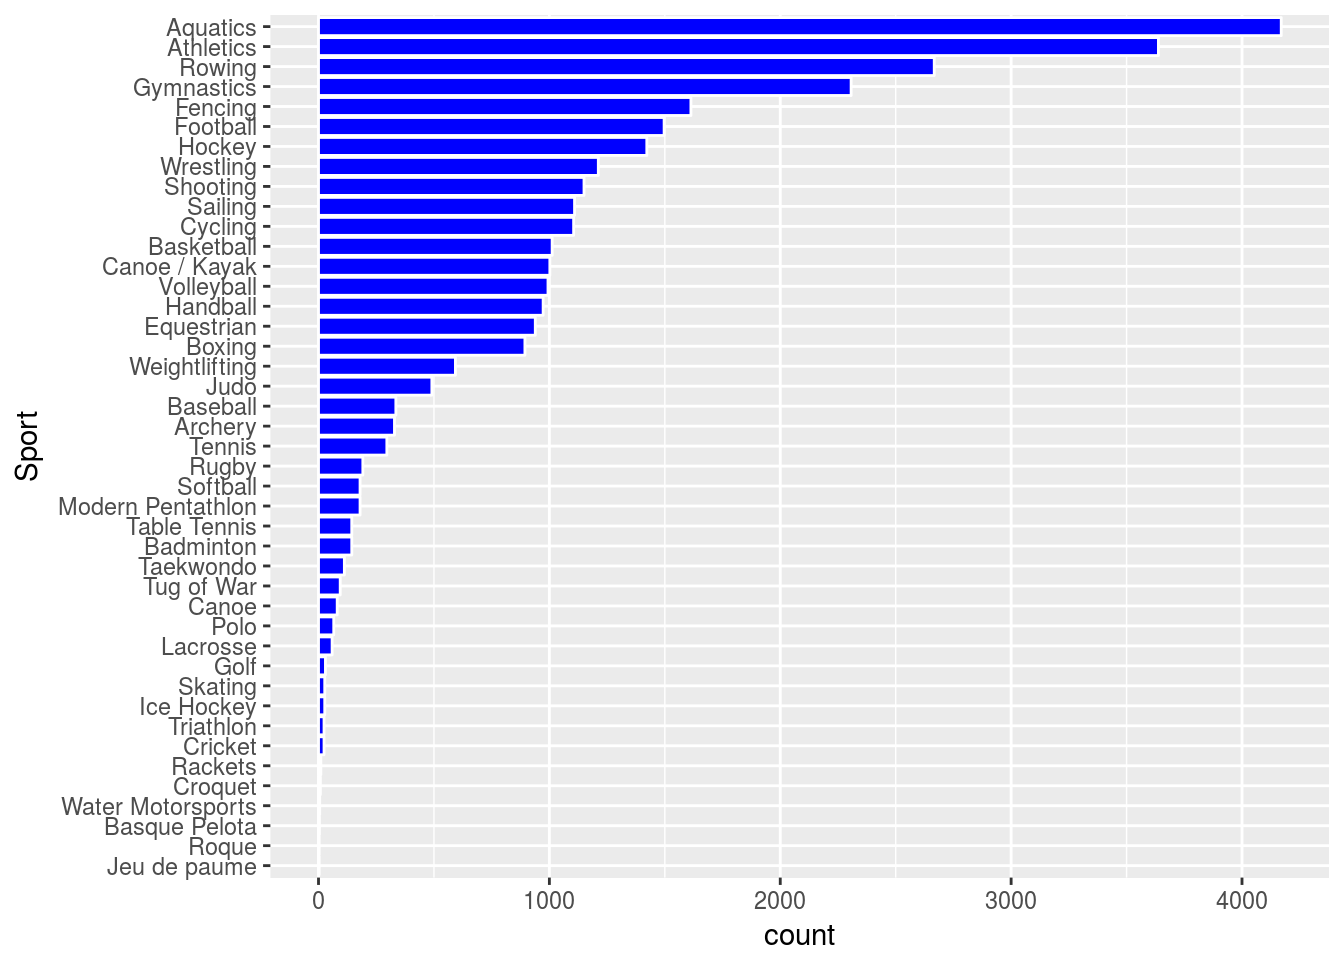 Sport
Aquatics
Athletics
Rowing
Gymnastics
Fencing
Football
Hockey
Wrestling
Shooting
Sailing
Cycling
Basketball
Canoe / Kayak
Volleyball
Handball
Equestrian
Boxing
Weightlifting
Judo
Baseball
Archery
Tennis
Rugby
Softball
Modern Pentathlon
Table Tennis
Badminton
Taekwondo
Tug of War
Canoe
Polo
Lacrosse
Golf
Skating
Ice Hockey
Triathlon
Cricket
Rackets
Croquet
Water Motorsports
Basque Pelota
Roque
Jeu de paume
0 1000 2000 3000 4000
count